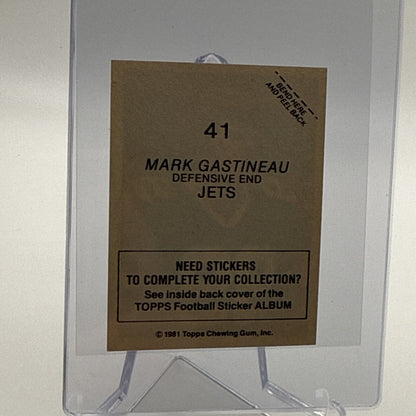 BEND HERE
AND PEEL BACK
41
MARK GASTINEAU
DEFENSIVE END
JETS
NEED STICKERS
TO COMPLETE YOUR COLLECTION?
See inside back cover of the
TOPPS Football Sticker ALBUM
© 1981 Topps Chewing Gum, Inc.